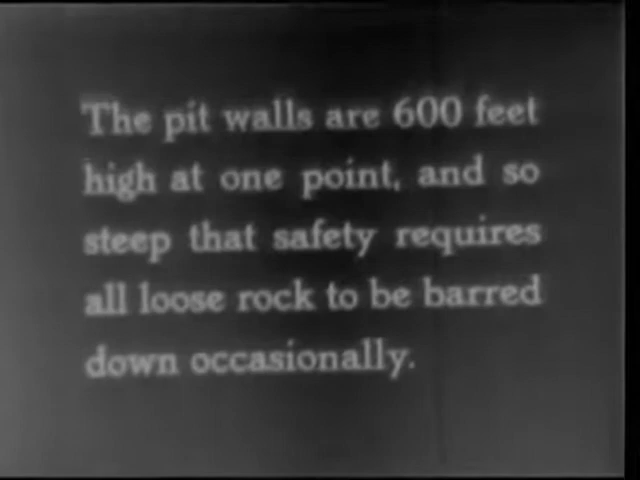 The pit walls are 600 feet
high at one point, and so
steep that safety requires
all loose rock to be barred
down occasionally.